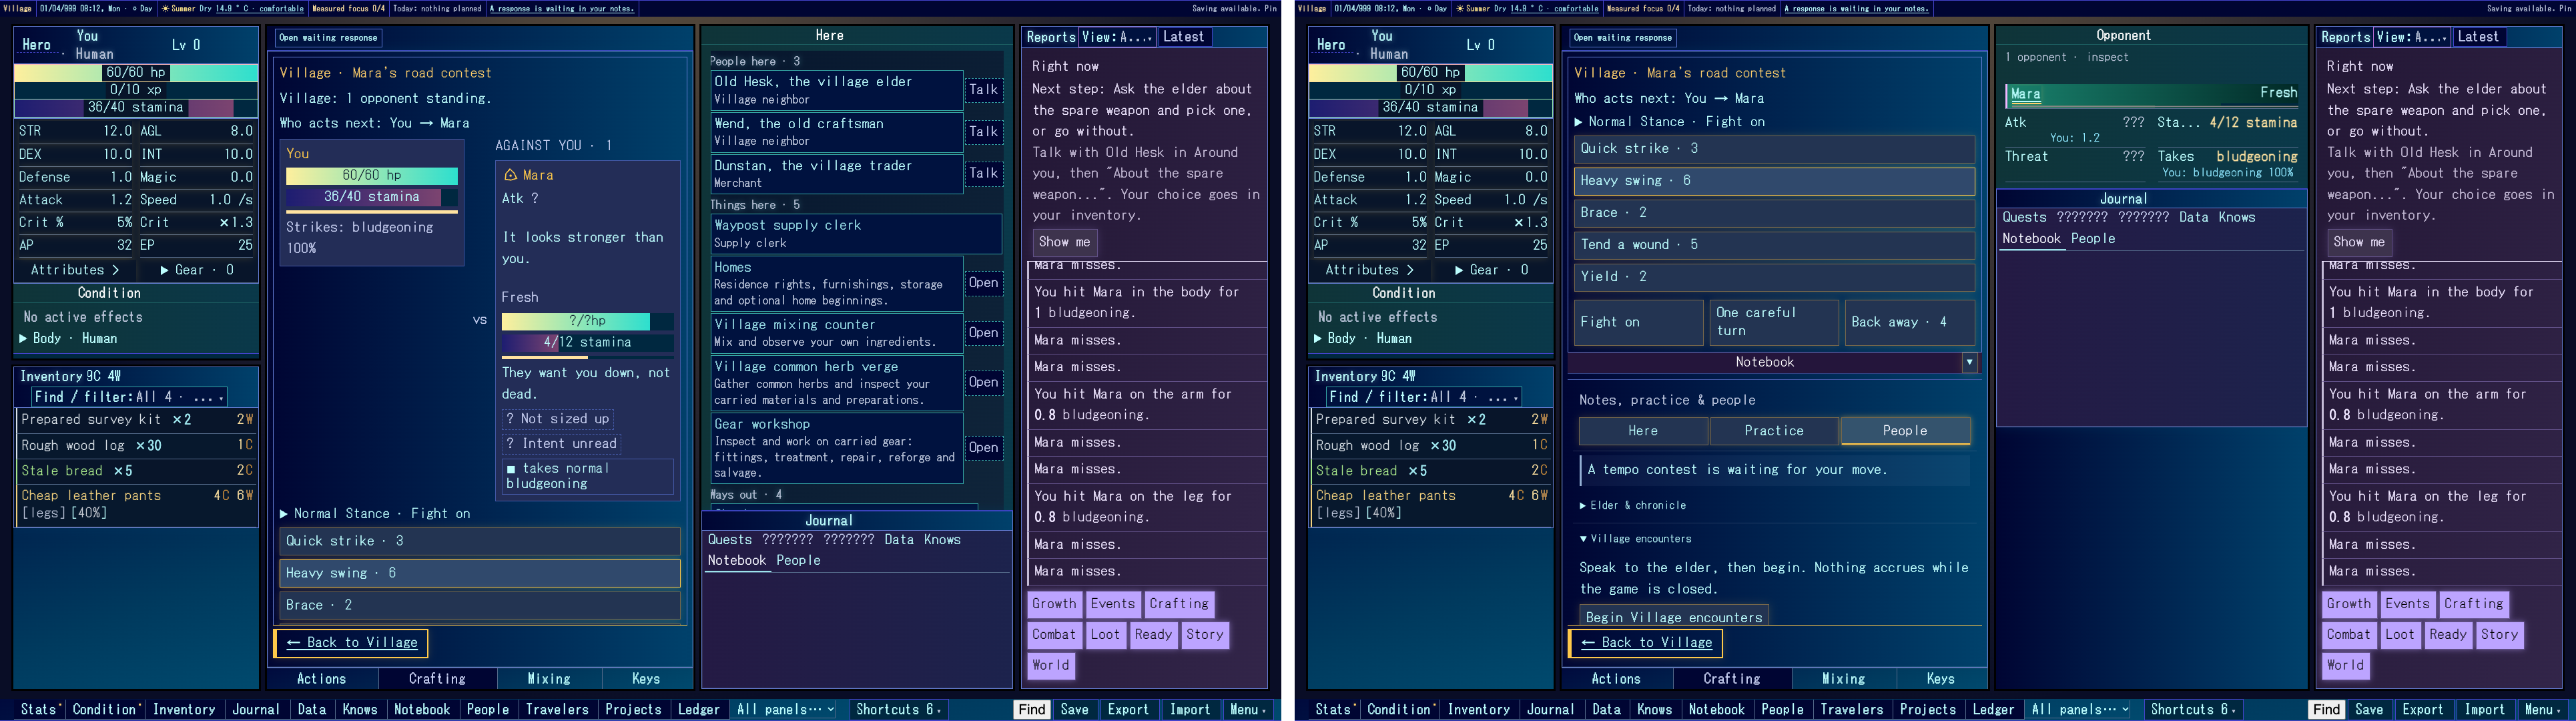 Village 01/04/999 08:12, Mon · ☼ Day ☀ Summer Dry 14.9 ° C · comfortable Measured focus 0/4 Today: nothing planned A response is waiting in your notes. Saving available. Pin
Hero · You Human Lv 0
60/60 hp
0/10 xp
36/40 stamina
STR 12.0 AGL 8.0
DEX 10.0 INT 10.0
Defense 1.0 Magic 0.0
Attack 1.2 Speed 1.0 /s
Crit % 5% Crit ×1.3
AP 32 EP 25
Attributes > ▶ Gear · 0
Condition
No active effects
▶ Body · Human
Inventory 9C 4W
Find / filter: All 4 · ... ▾
Prepared survey kit ×2 2W
Rough wood log ×30 1C
Stale bread ×5 2C
Cheap leather pants 4C 6W
[legs] [40%]
Open waiting response
Village · Mara's road contest
Village: 1 opponent standing.
Who acts next: You → Mara
You
60/60 hp
36/40 stamina
Strikes: bludgeoning
100%
vs
AGAINST YOU · 1
Mara
Atk ?
It looks stronger than
you.
Fresh
?/?hp
4/12 stamina
They want you down, not
dead.
? Not sized up
? Intent unread
■ takes normal
bludgeoning
▶ Normal Stance · Fight on
Quick strike · 3
Heavy swing · 6
Brace · 2
← Back to Village
Actions Crafting Mixing Keys
Here
People here · 3
Old Hesk, the village elder
Village neighbor
Talk
Wend, the old craftsman
Village neighbor
Talk
Dunstan, the village trader
Merchant
Talk
Things here · 5
Waypost supply clerk
Supply clerk
Homes
Residence rights, furnishings, storage
and optional home beginnings.
Open
Village mixing counter
Mix and observe your own ingredients.
Open
Village common herb verge
Gather common herbs and inspect your
carried materials and preparations.
Open
Gear workshop
Inspect and work on carried gear:
fittings, treatment, repair, reforge and
salvage.
Open
Ways out · 4
Journal
Quests ??????? ??????? Data Knows
Notebook People
Reports View: A... ▾ Latest
Right now
Next step: Ask the elder about
the spare weapon and pick one,
or go without.
Talk with Old Hesk in Around
you, then "About the spare
weapon...". Your choice goes in
your inventory.
Show me
Mara misses.
You hit Mara in the body for
1 bludgeoning.
Mara misses.
Mara misses.
You hit Mara on the arm for
0.8 bludgeoning.
Mara misses.
Mara misses.
You hit Mara on the leg for
0.8 bludgeoning.
Mara misses.
Mara misses.
Growth Events Crafting
Combat Loot Ready Story
World
Stats Condition Inventory Journal Data Knows Notebook People Travelers Projects Ledger All panels… Shortcuts 6 ▾ Find Save Export Import Menu ▾
Village 01/04/999 08:12, Mon · ☼ Day ☀ Summer Dry 14.9 ° C · comfortable Measured focus 0/4 Today: nothing planned A response is waiting in your notes. Saving available. Pin
Hero · You Human Lv 0
60/60 hp
0/10 xp
36/40 stamina
STR 12.0 AGL 8.0
DEX 10.0 INT 10.0
Defense 1.0 Magic 0.0
Attack 1.2 Speed 1.0 /s
Crit % 5% Crit ×1.3
AP 32 EP 25
Attributes > ▶ Gear · 0
Condition
No active effects
▶ Body · Human
Inventory 9C 4W
Find / filter: All 4 · ... ▾
Prepared survey kit ×2 2W
Rough wood log ×30 1C
Stale bread ×5 2C
Cheap leather pants 4C 6W
[legs] [40%]
Open waiting response
Village · Mara's road contest
Who acts next: You → Mara
▶ Normal Stance · Fight on
Quick strike · 3
Heavy swing · 6
Brace · 2
Tend a wound · 5
Yield · 2
Fight on
One careful
turn
Back away · 4
Notebook ▼
Notes, practice & people
Here Practice People
A tempo contest is waiting for your move.
▶ Elder & chronicle
▼ Village encounters
Speak to the elder, then begin. Nothing accrues while
the game is closed.
Begin Village encounters
← Back to Village
Actions Crafting Mixing Keys
Opponent
1 opponent · inspect
Mara Fresh
Atk ??? Sta... 4/12 stamina
You: 1.2
Threat ??? Takes bludgeoning
You: bludgeoning 100%
Journal
Quests ??????? ??????? Data Knows
Notebook People
Reports View: A... ▾ Latest
Right now
Next step: Ask the elder about
the spare weapon and pick one,
or go without.
Talk with Old Hesk in Around
you, then "About the spare
weapon...". Your choice goes in
your inventory.
Show me
Mara misses.
You hit Mara in the body for
1 bludgeoning.
Mara misses.
Mara misses.
You hit Mara on the arm for
0.8 bludgeoning.
Mara misses.
Mara misses.
You hit Mara on the leg for
0.8 bludgeoning.
Mara misses.
Mara misses.
Growth Events Crafting
Combat Loot Ready Story
World
Stats Condition Inventory Journal Data Knows Notebook People Travelers Projects Ledger All panels… Shortcuts 6 ▾ Find Save Export Import Menu ▾